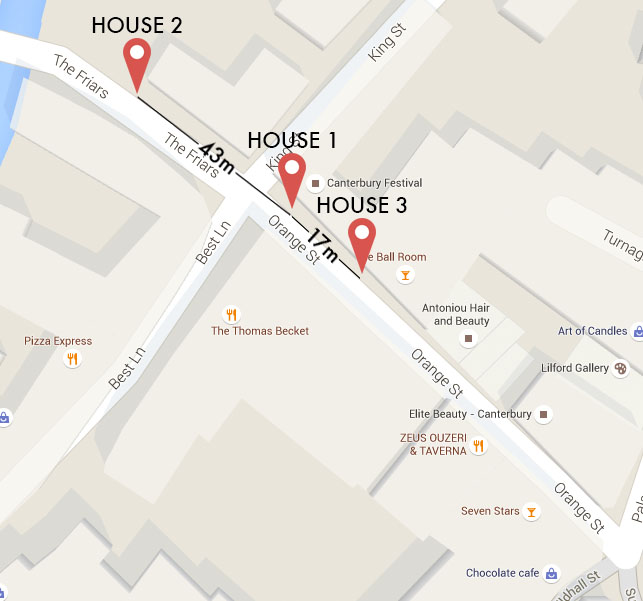 HOUSE 2
King St
The Friars
HOUSE 1
43m
The Friars
King
Canterbury Festival
HOUSE 3
Best Ln
Orange St
17m
Turnag
e Ball Room
The Thomas Becket
Antoniou Hair
and Beauty
Art of Candles
Pizza Express
Best Ln
Orange St
Lilford Gallery
Elite Beauty - Canterbury
ZEUS OUZERI
& TAVERNA
Seven Stars
Orange St
Pala
Chocolate cafe
ldhall St